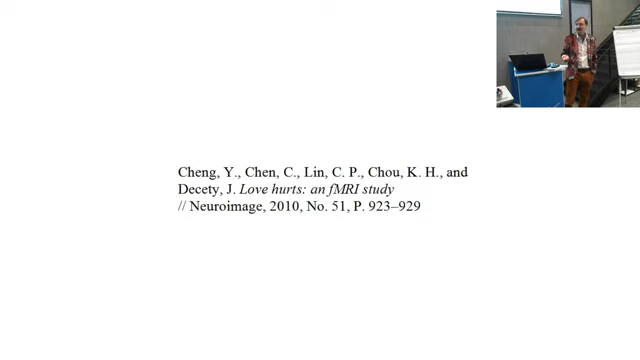 Cheng, Y., Chen, C., Lin, C. P., Chou, K. H., and
Decety, J. Love hurts: an fMRI study
// Neuroimage, 2010, No. 51, P. 923–929